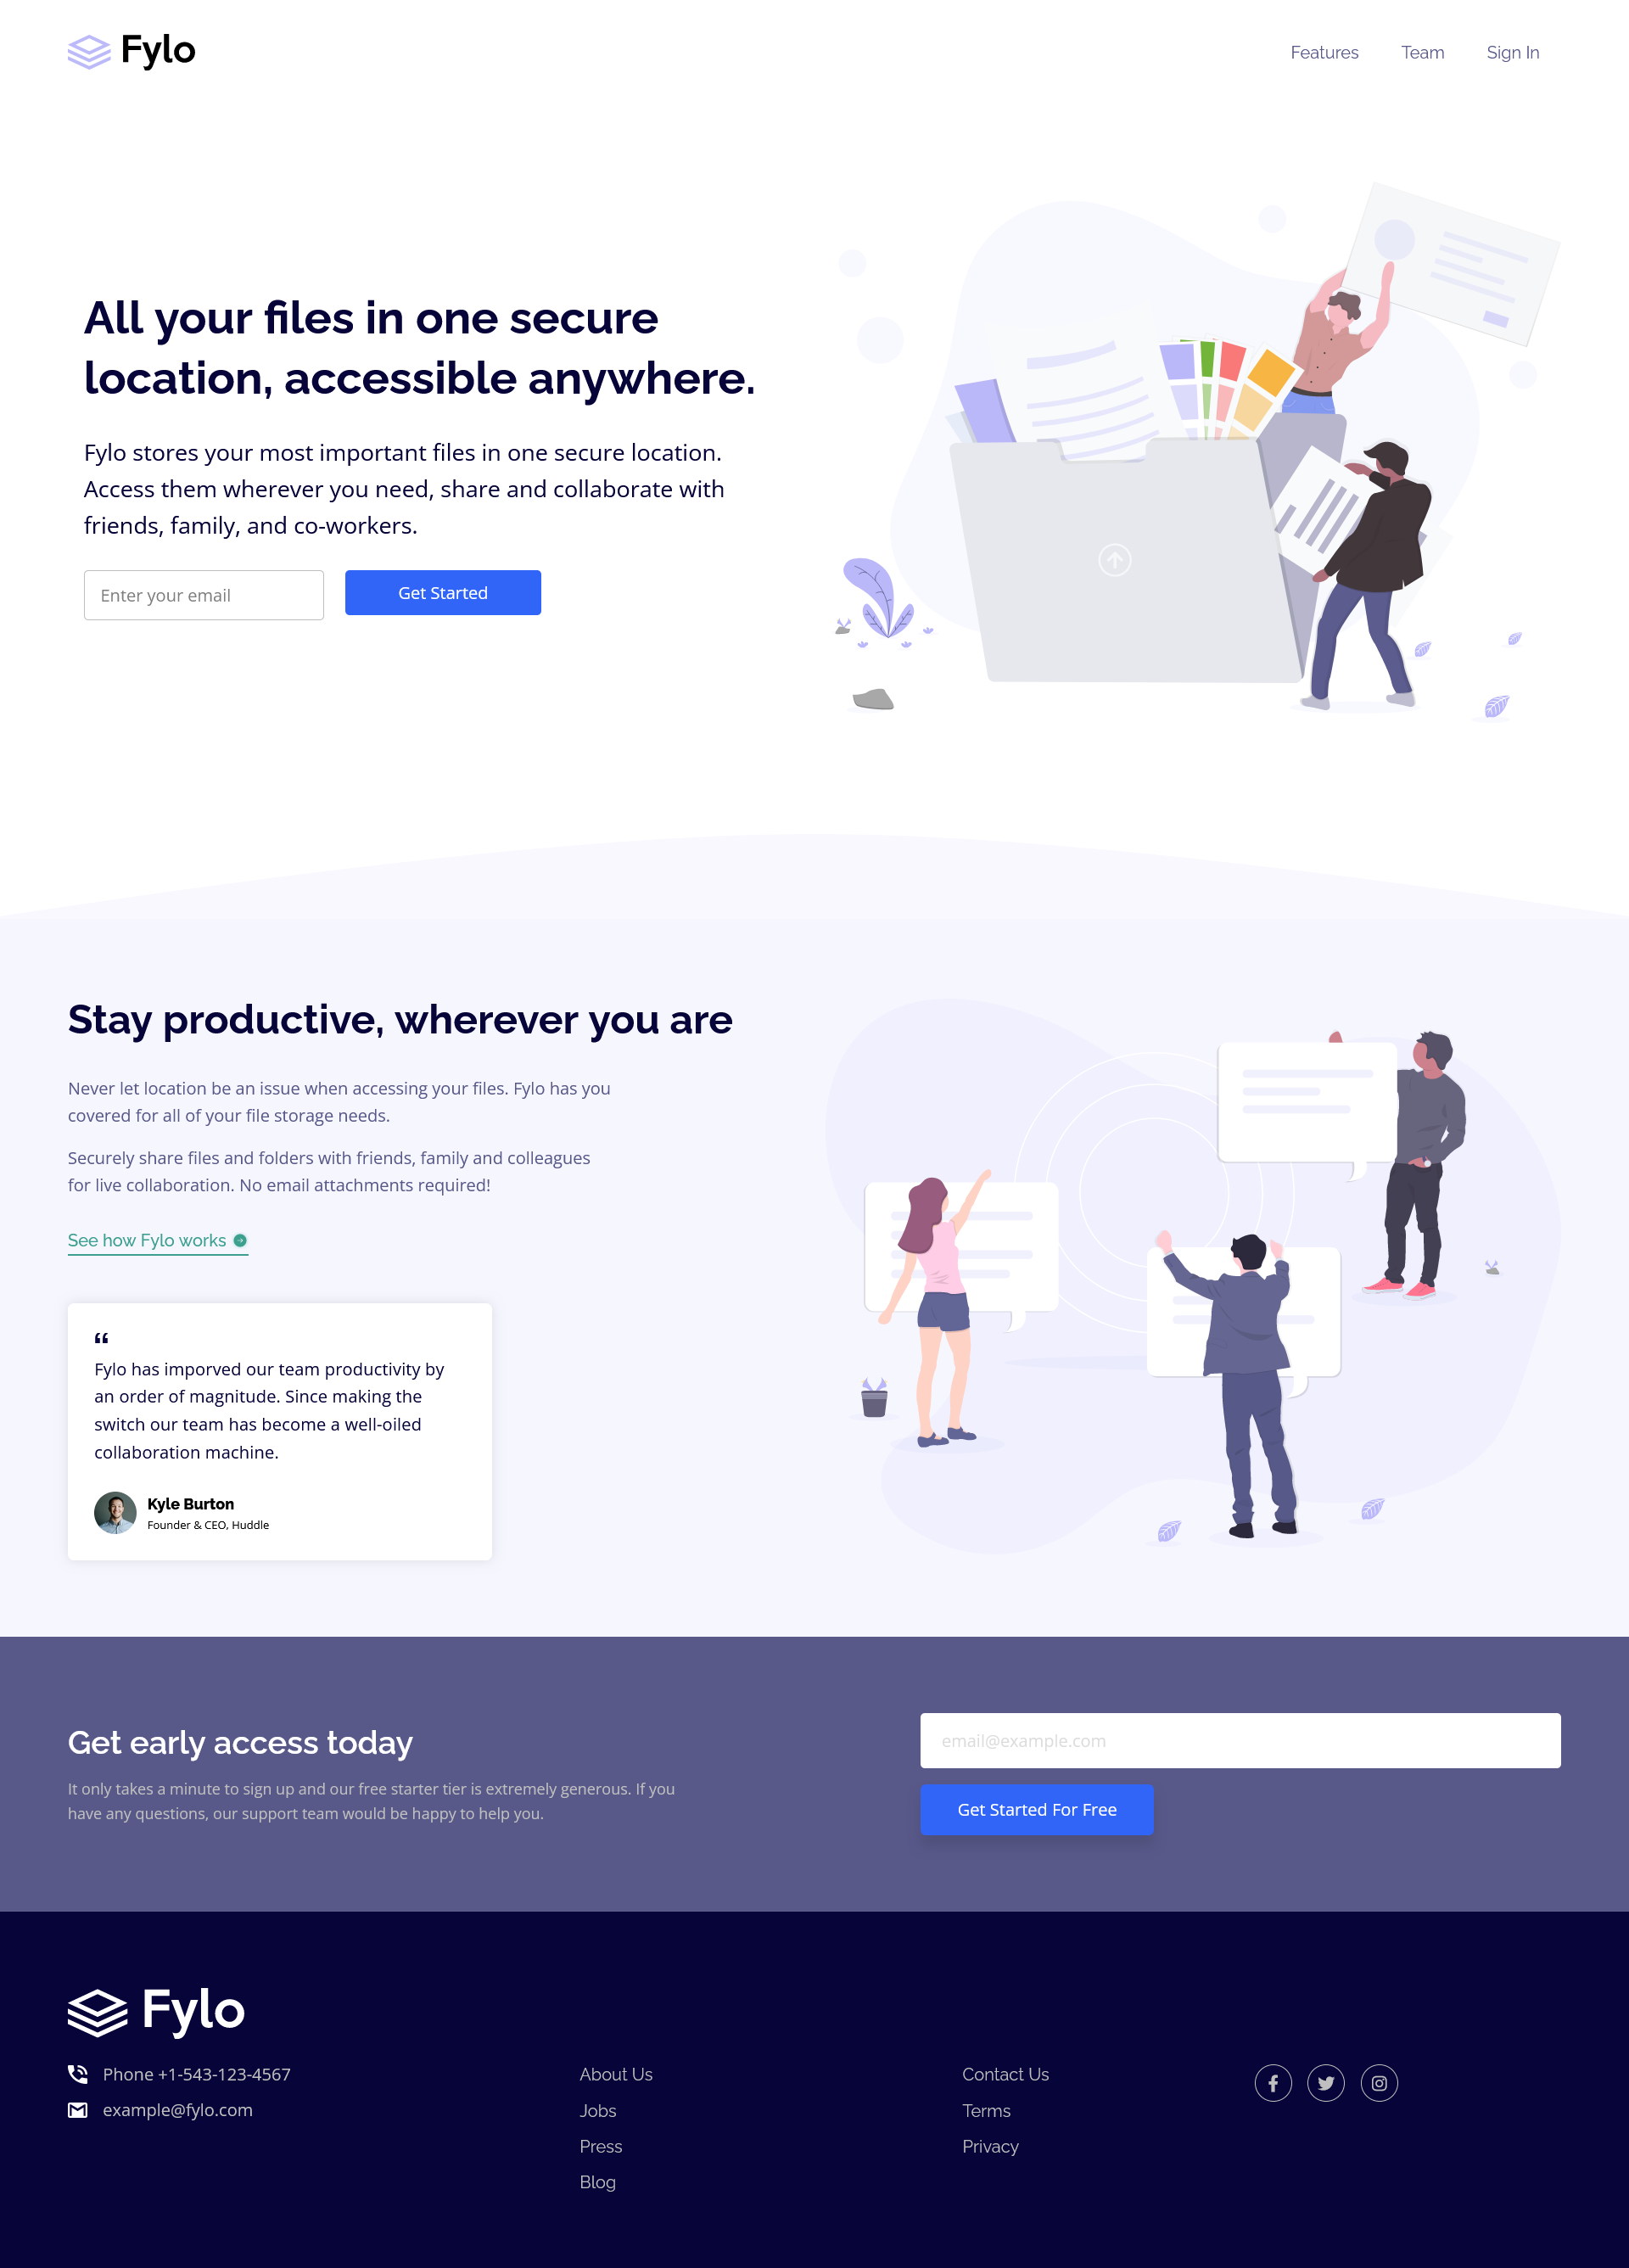 Fylo
Features
Team
Sign In
All your files in one secure
location, accessible anywhere.
Fylo stores your most important files in one secure location.
Access them wherever you need, share and collaborate with
friends, family, and co-workers.
Enter your email
Get Started
Stay productive, wherever you are
Never let location be an issue when accessing your files. Fylo has you
covered for all of your file storage needs.
Securely share files and folders with friends, family and colleagues
for live collaboration. No email attachments required!
See how Fylo works
“
Fylo has imporved our team productivity by
an order of magnitude. Since making the
switch our team has become a well-oiled
collaboration machine.
Kyle Burton
Founder & CEO, Huddle
Get early access today
It only takes a minute to sign up and our free starter tier is extremely generous. If you
have any questions, our support team would be happy to help you.
email@example.com
Get Started For Free
Fylo
Phone +1-543-123-4567
example@fylo.com
About Us
Jobs
Press
Blog
Contact Us
Terms
Privacy